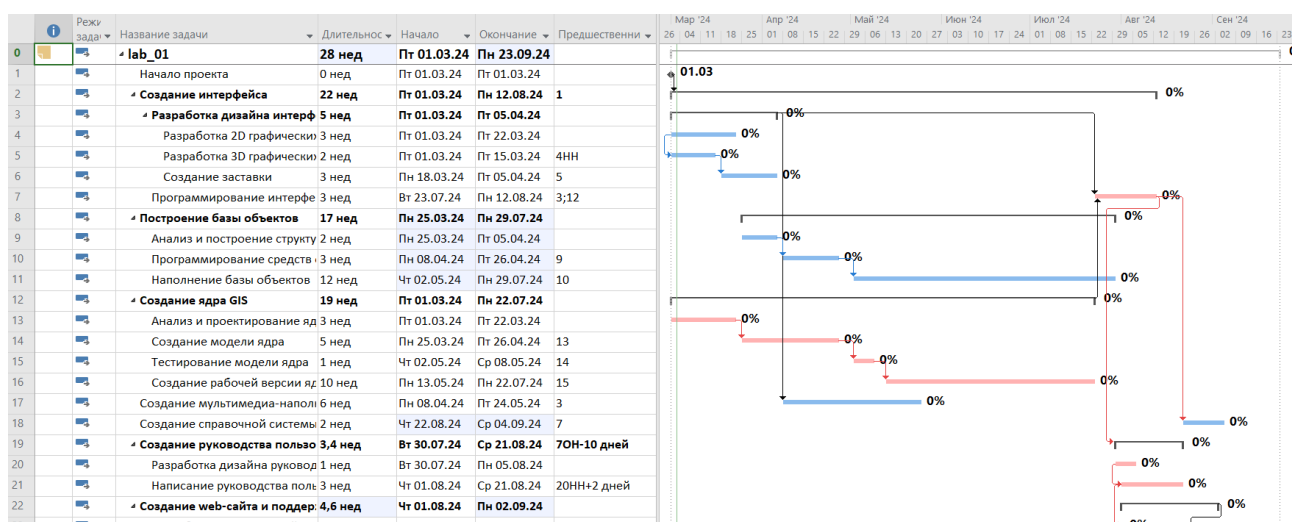 Режи
задач Название задачи Длительнос Начало Окончание Предшественни
Мар '24 Апр '24 Май '24 Июн '24 Июл '24 Авг '24 Сен '24
26 04 11 18 25 01 08 15 22 29 06 13 20 27 03 10 17 24 01 08 15 22 29 05 12 19 26 02 09 16 23
0 lab_01 28 нед Пт 01.03.24 Пн 23.09.24
1 Начало проекта 0 нед Пт 01.03.24 Пт 01.03.24 01.03
2 Создание интерфейса 22 нед Пт 01.03.24 Пн 12.08.24 1 0%
3 Разработка дизайна интерф 5 нед Пт 01.03.24 Пт 05.04.24 0%
4 Разработка 2D графических 3 нед Пт 01.03.24 Пт 22.03.24 0%
5 Разработка 3D графических 2 нед Пт 01.03.24 Пт 15.03.24 4НН 0%
6 Создание заставки 3 нед Пн 18.03.24 Пт 05.04.24 5 0%
7 Программирование интерфе 3 нед Вт 23.07.24 Пн 12.08.24 3;12 0%
8 Построение базы объектов 17 нед Пн 25.03.24 Пн 29.07.24 0%
9 Анализ и построение структу 2 нед Пн 25.03.24 Пт 05.04.24 0%
10 Программирование средств 3 нед Пн 08.04.24 Пт 26.04.24 9 0%
11 Наполнение базы объектов 12 нед Чт 02.05.24 Пн 29.07.24 10 0%
12 Создание ядра GIS 19 нед Пт 01.03.24 Пн 22.07.24 0%
13 Анализ и проектирование яд 3 нед Пт 01.03.24 Пт 22.03.24 0%
14 Создание модели ядра 5 нед Пн 25.03.24 Пт 26.04.24 13 0%
15 Тестирование модели ядра 1 нед Чт 02.05.24 Ср 08.05.24 14 0%
16 Создание рабочей версии яд 10 нед Пн 13.05.24 Пн 22.07.24 15 0%
17 Создание мультимедиа-напол 6 нед Пн 08.04.24 Пт 24.05.24 3 0%
18 Создание справочной системы 2 нед Чт 22.08.24 Ср 04.09.24 7 0%
19 Создание руководства пользо 3,4 нед Вт 30.07.24 Ср 21.08.24 7ОН-10 дней 0%
20 Разработка дизайна руковод 1 нед Вт 30.07.24 Пн 05.08.24 0%
21 Написание руководства поль 3 нед Чт 01.08.24 Ср 21.08.24 20НН+2 дней 0%
22 Создание web-сайта и поддер 4,6 нед Чт 01.08.24 Пн 02.09.24 0%